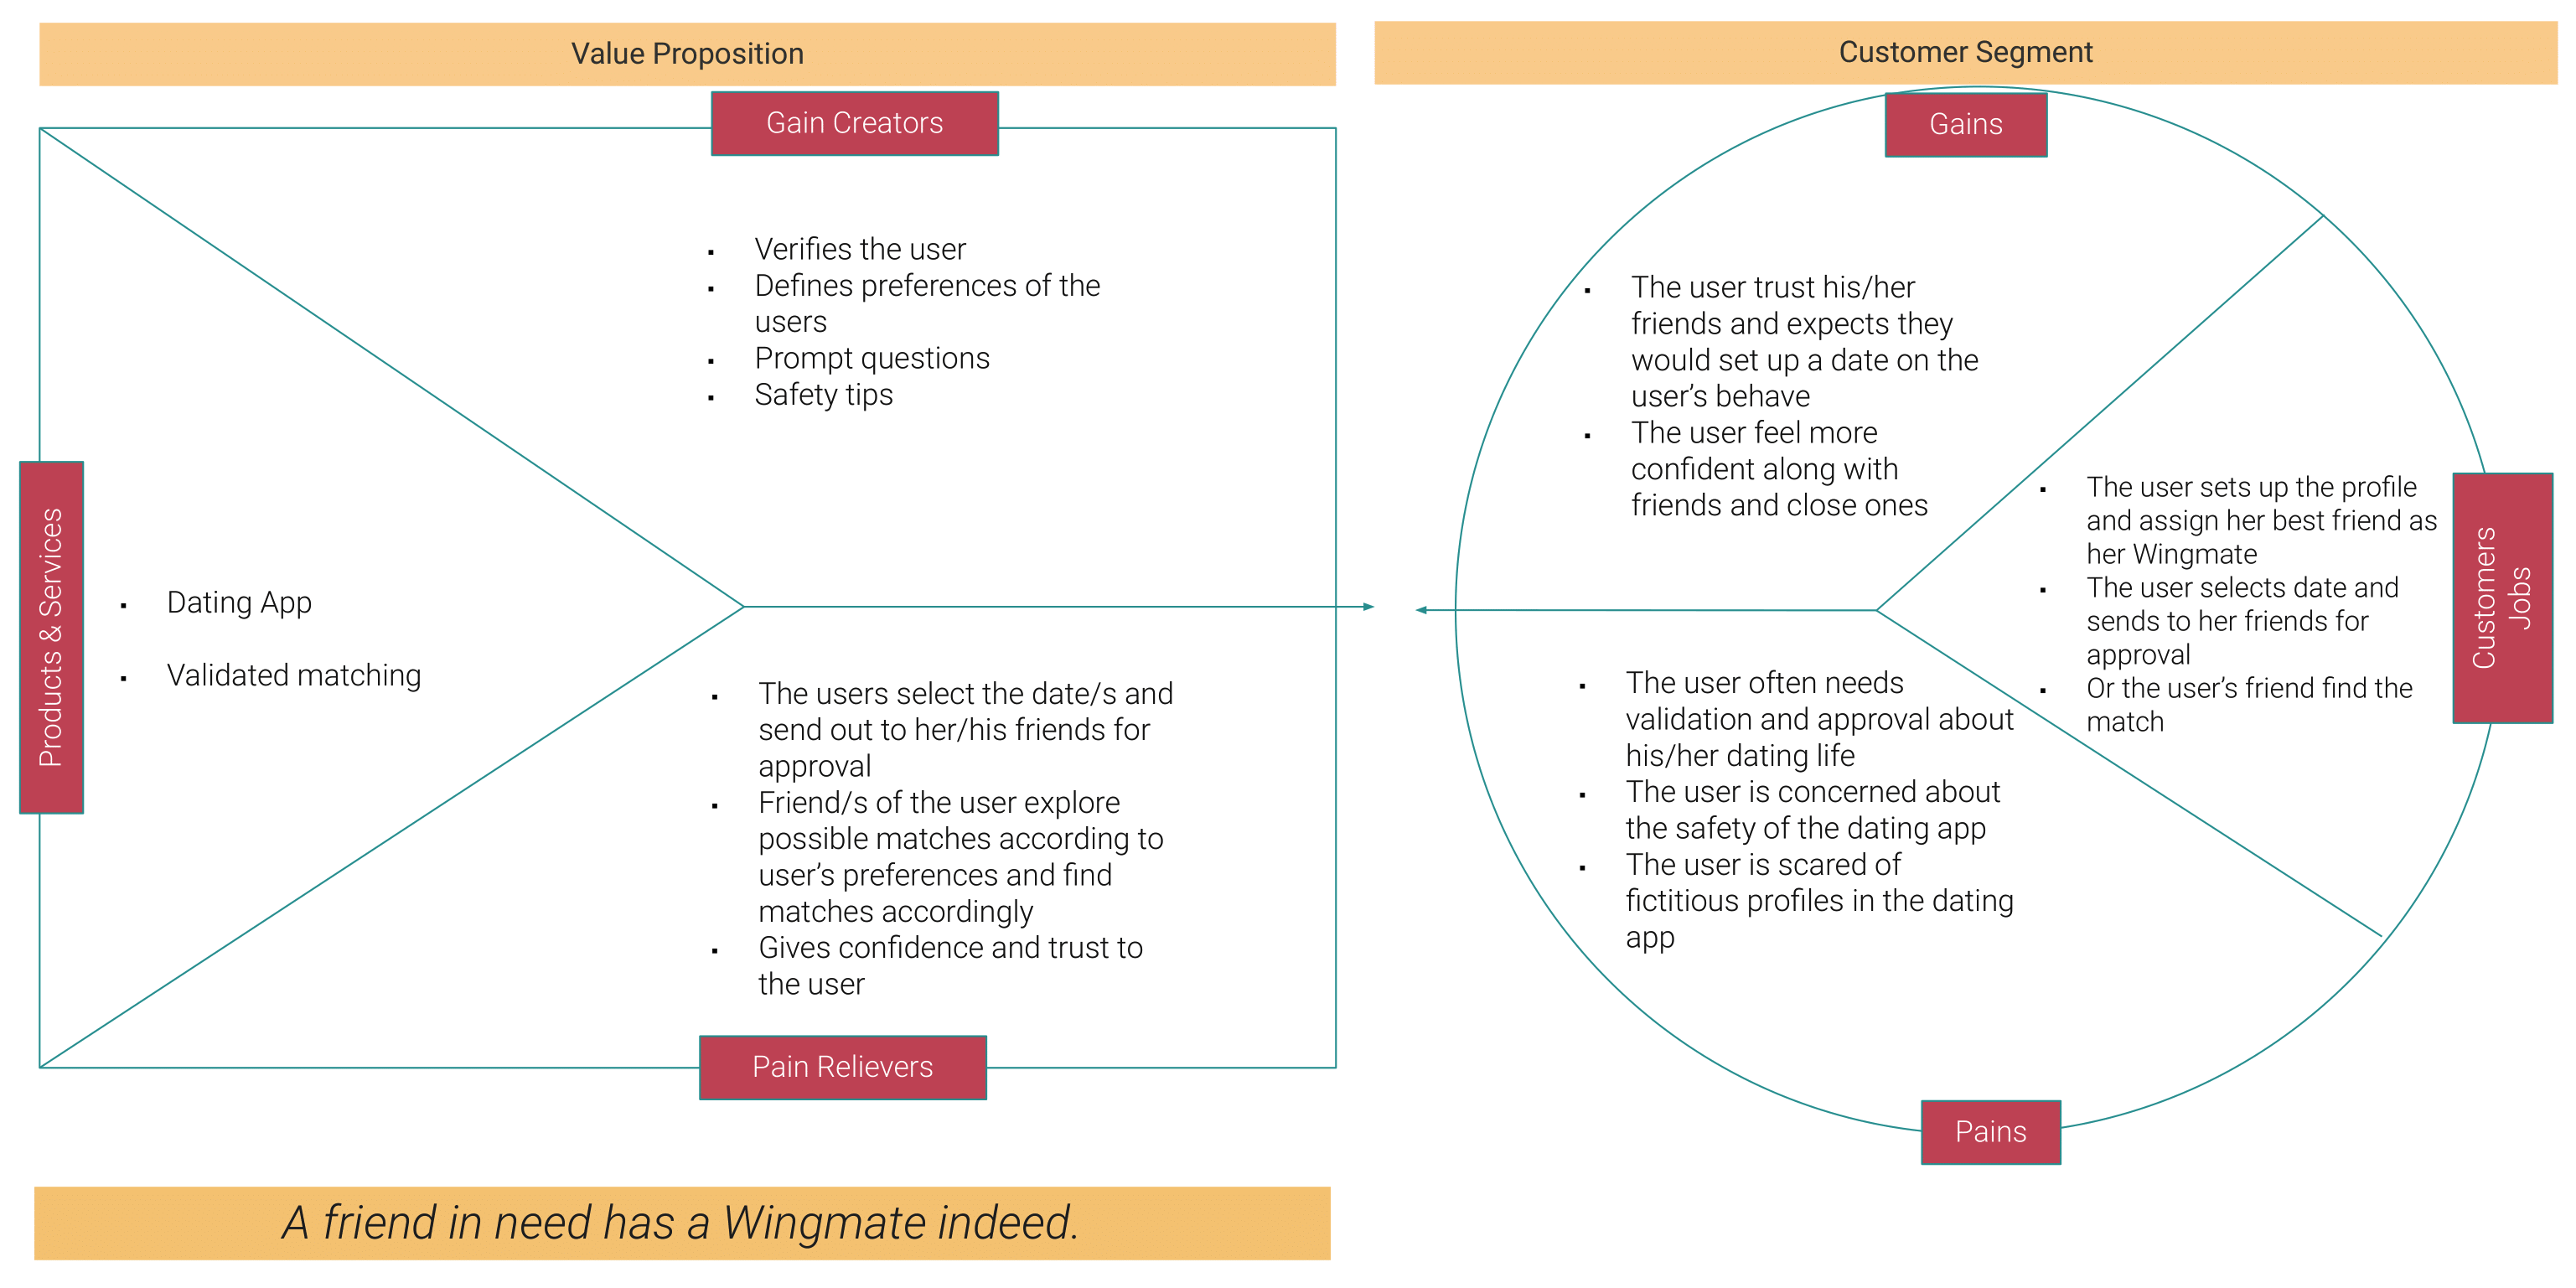 Value Proposition
Customer Segment
Gain Creators
Gains
▪ Verifies the user
▪ Defines preferences of the
users
▪ Prompt questions
▪ Safety tips
▪ The user trust his/her
friends and expects they
would set up a date on the
user’s behave
▪ The user feel more
confident along with
friends and close ones
Products & Services
▪ Dating App
▪ Validated matching
▪ The user sets up the profile
and assign her best friend as
her Wingmate
▪ The user selects date and
sends to her friends for
approval
▪ Or the user’s friend find the
match
Customers
Jobs
▪ The users select the date/s and
send out to her/his friends for
approval
▪ Friend/s of the user explore
possible matches according to
user’s preferences and find
matches accordingly
▪ Gives confidence and trust to
the user
▪ The user often needs
validation and approval about
his/her dating life
▪ The user is concerned about
the safety of the dating app
▪ The user is scared of
fictitious profiles in the dating
app
Pain Relievers
Pains
A friend in need has a Wingmate indeed.